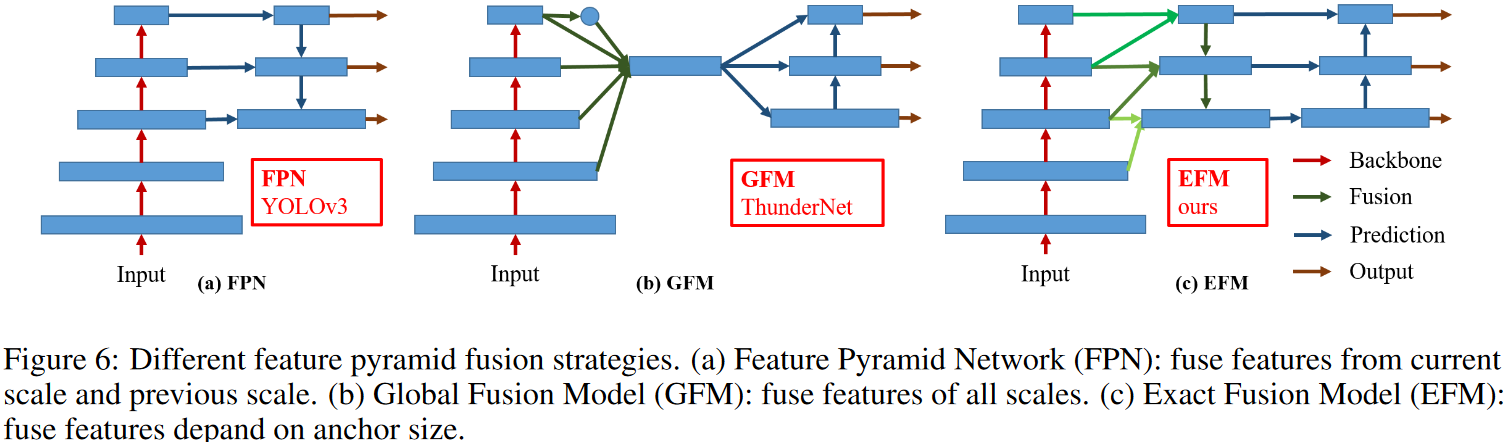 FPN
YOLOv3
Input
(a) FPN
GFM
ThunderNet
Input
(b) GFM
EFM
ours
Input
(c) EFM
Backbone
Fusion
Prediction
Output
Figure 6: Different feature pyramid fusion strategies. (a) Feature Pyramid Network (FPN): fuse features from current
scale and previous scale. (b) Global Fusion Model (GFM): fuse features of all scales. (c) Exact Fusion Model (EFM):
fuse features depand on anchor size.